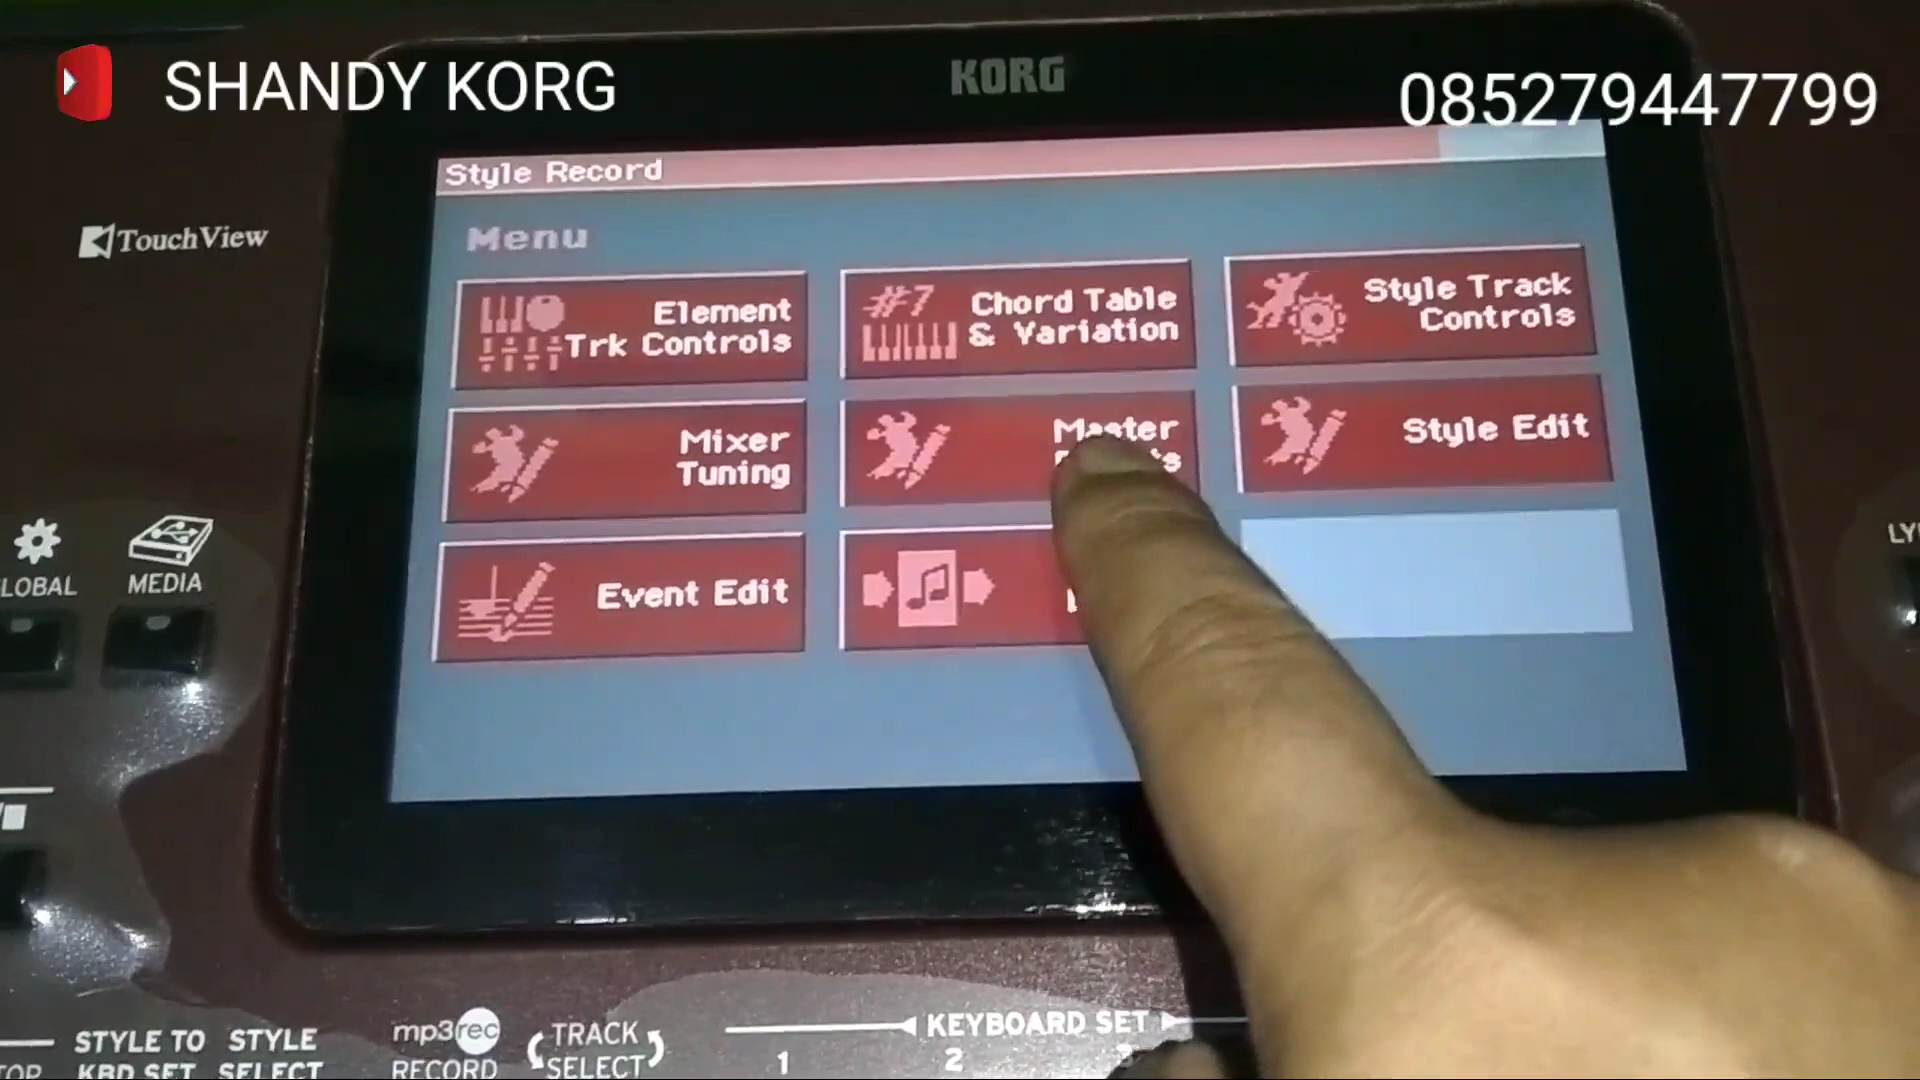 SHANDY KORG
085279447799
KORG
Style Record
TouchView
Menu
Element
Trk Controls
Chord Table
& Variation
Style Track
Controls
Mixer
Tuning
Master
Style Edit
Event Edit
MEDIA
KEYBOARD SET
1
2
3
mp3rec
RECORD
TRACK
SELECT
STYLE TO
KBD SET
STYLE
SELECT